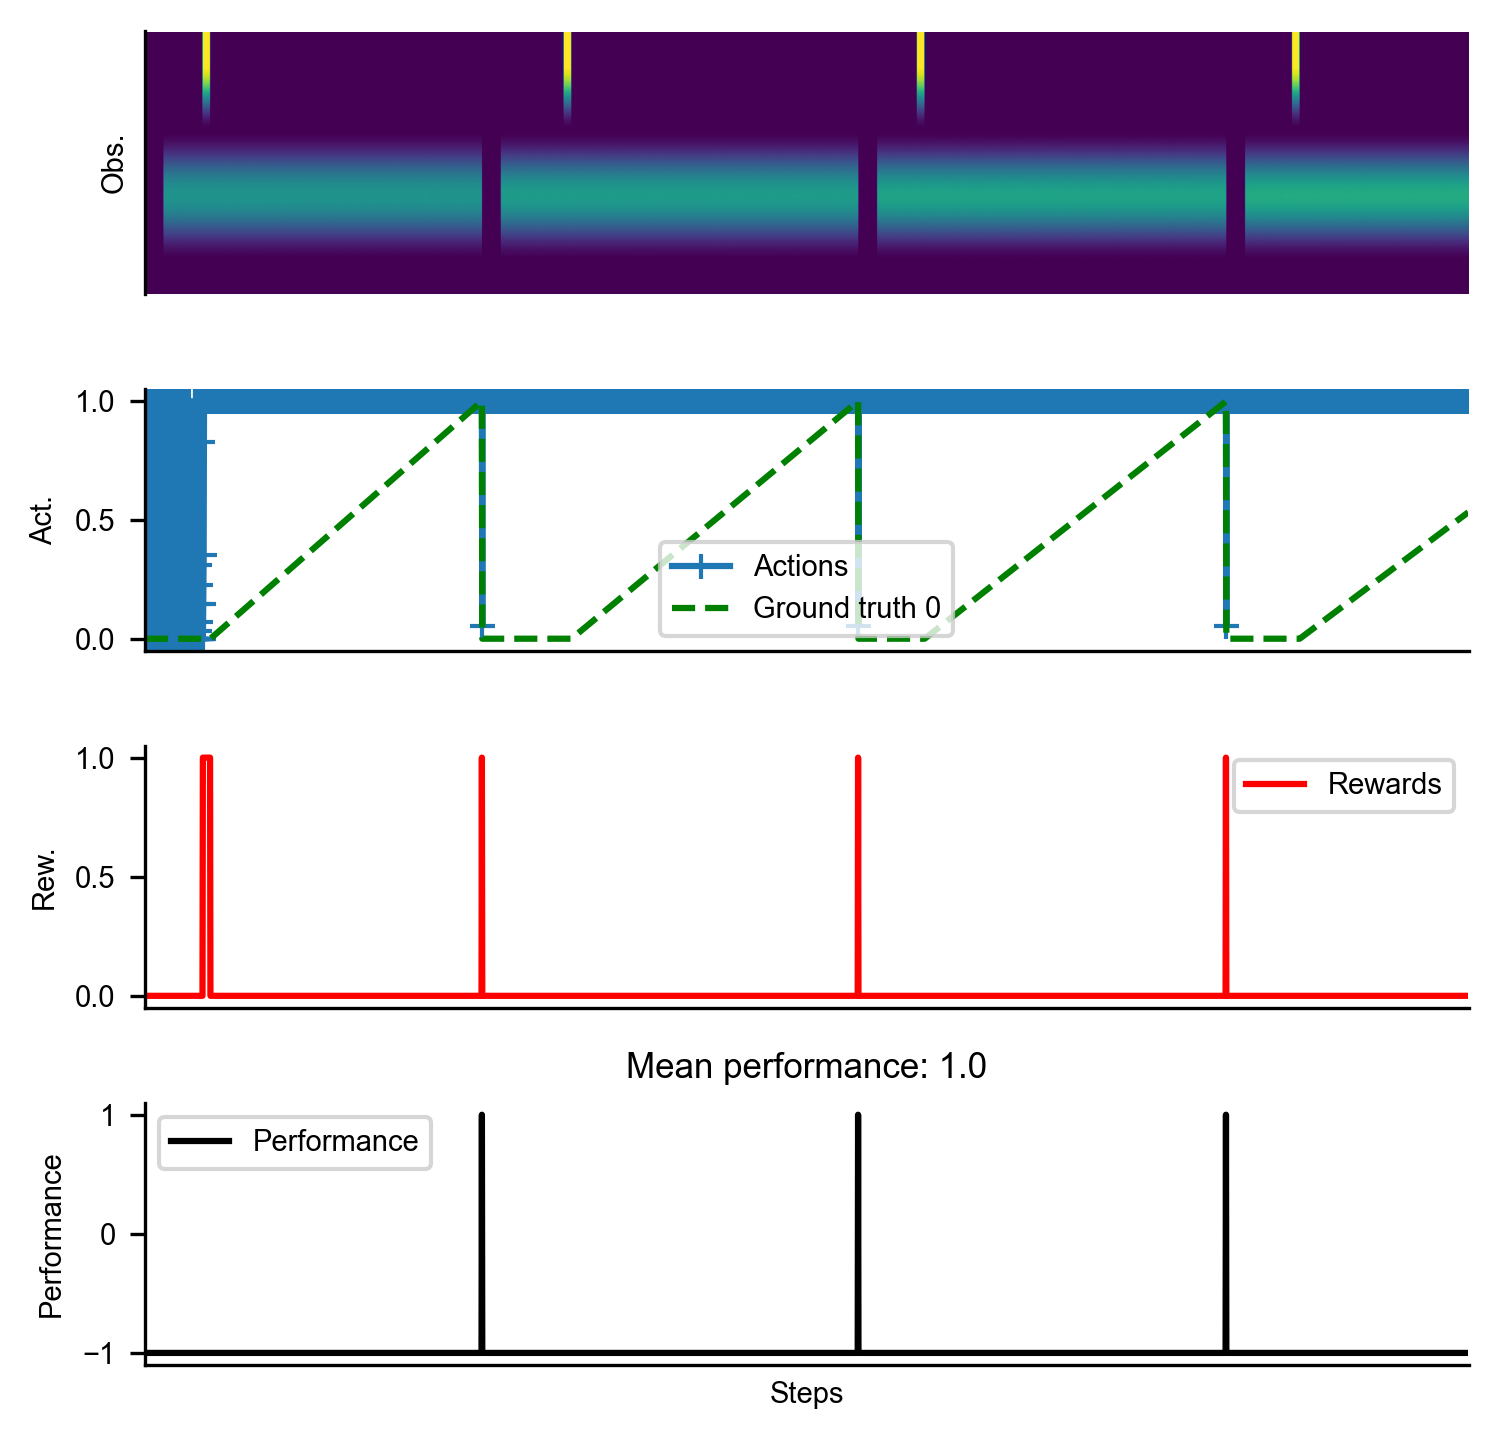 Obs.
1.0
0.5
0.0
Act.
Actions
Ground truth 0
1.0
0.5
0.0
Rew.
Rewards
Mean performance: 1.0
1
0
−1
Performance
Performance
Steps